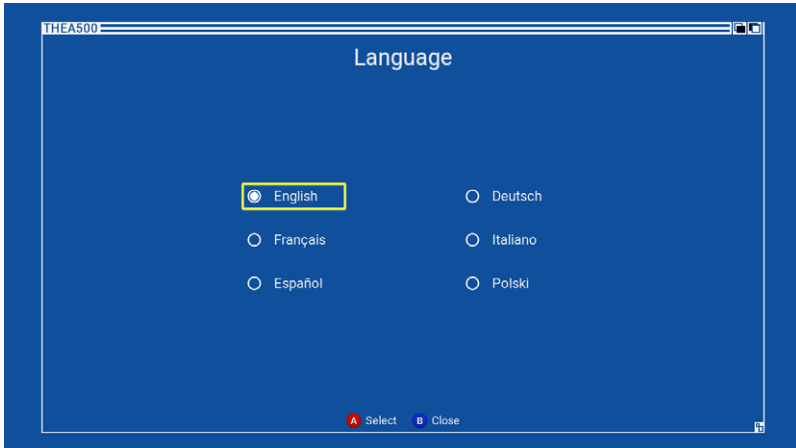 THEA500
Language
English
Deutsch
Français
Italiano
Español
Polski
A Select B Close